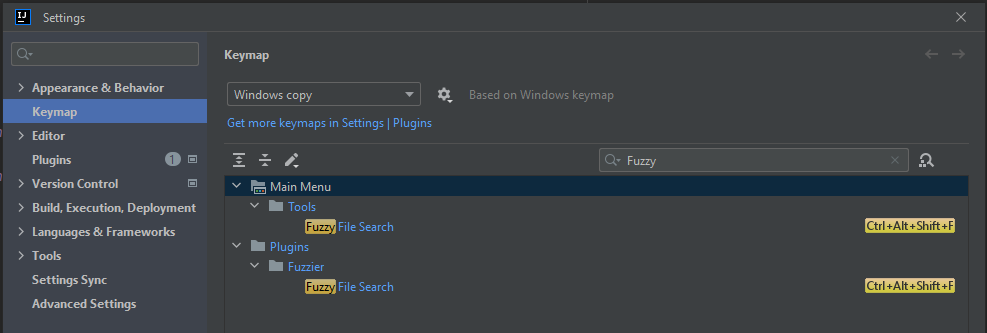 IJ Settings
Keymap
Appearance & Behavior
Keymap
Editor
Plugins 1
Version Control
Build, Execution, Deployment
Languages & Frameworks
Tools
Settings Sync
Advanced Settings
Windows copy Based on Windows keymap
Get more keymaps in Settings | Plugins
Fuzzy
Main Menu
Tools
Fuzzy File Search Ctrl+Alt+Shift+F
Plugins
Fuzzier
Fuzzy File Search Ctrl+Alt+Shift+F